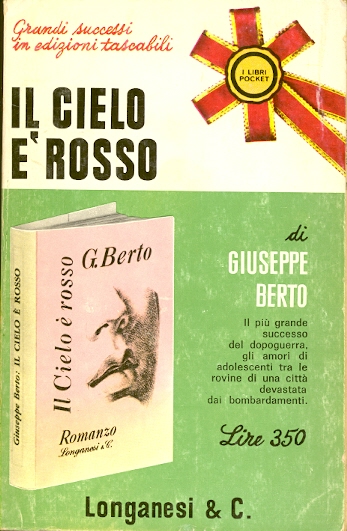 Grandi successi
in edizioni tascabili
I LIBRI
POCKET
IL CIELO
E' ROSSO
di
GIUSEPPE
BERTO
Il più grande
successo
del dopoguerra,
gli amori di
adolescenti tra le
rovine di una città
devastata
dai bombardamenti.
Lire 350
Giuseppe Berto: IL CIELO È ROSSO
G. Berto
Il Cielo è rosso
Romanzo
Longanesi & C.
Longanesi & C.